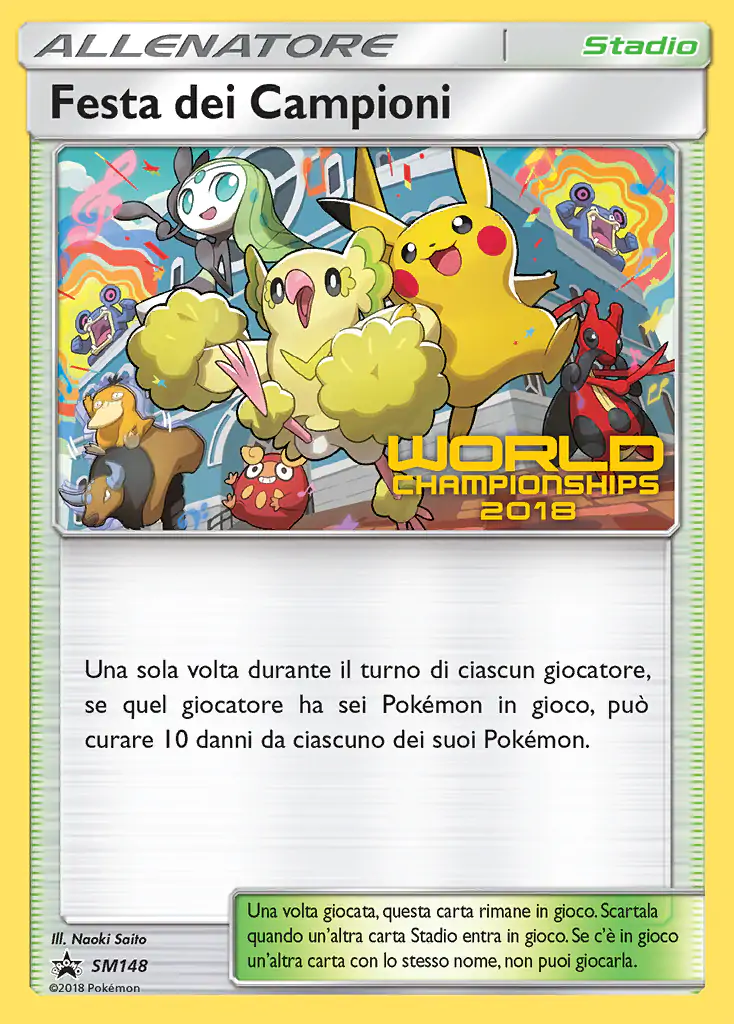 ALLENATORE
Stadio
Festa dei Campioni
WORLD
CHAMPIONSHIPS
2018
Una sola volta durante il turno di ciascun giocatore,
se quel giocatore ha sei Pokémon in gioco, può
curare 10 danni da ciascuno dei suoi Pokémon.
Una volta giocata, questa carta rimane in gioco. Scartala
quando un'altra carta Stadio entra in gioco. Se c'è in gioco
un'altra carta con lo stesso nome, non puoi giocarla.
Ill. Naoki Saito
PROMO
SM148
©2018 Pokémon